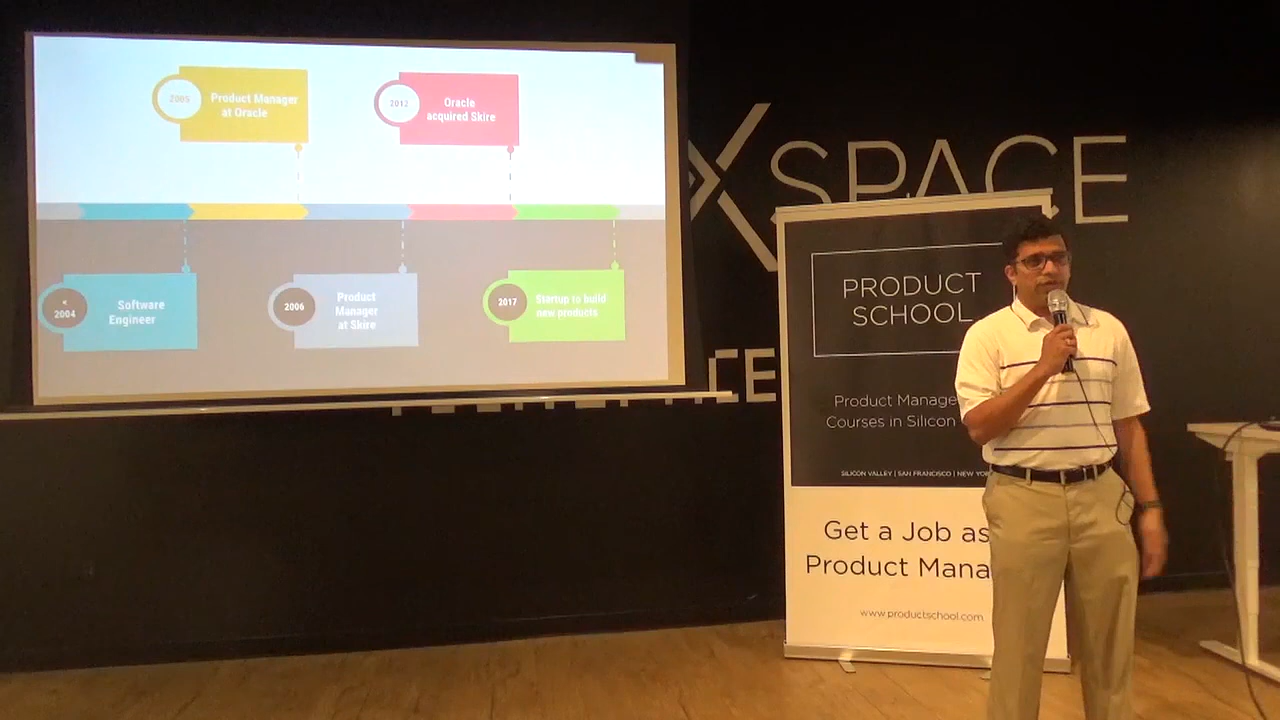 2005
Product Manager
at Oracle
2012
Oracle
acquired Skire
<
2004
Software
Engineer
2006
Product
Manager
at Skire
2017
Startup to build
new products
XSPACE
CE
PRODUCT
SCHOOL
Product Manage
Courses in Silicon
SILICON VALLEY | SAN FRANCISCO | NEW YOR
Get a Job as
Product Mana
www.productschool.com